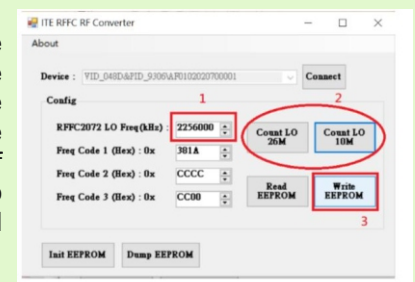 ITE RFFC RF Converter
About
Device : VID_048D&PID_9306\AF0102020700001 Connect
1 2
Config
RFFC2072 LO Freq(kHz) : 2256000 Count LO 26M Count LO 10M
Freq Code 1 (Hex) : 0x 381A
Freq Code 2 (Hex) : 0x CCCC
Freq Code 3 (Hex) : 0x CC00
Read EEPROM Write EEPROM
3
Init EEPROM Dump EEPROM